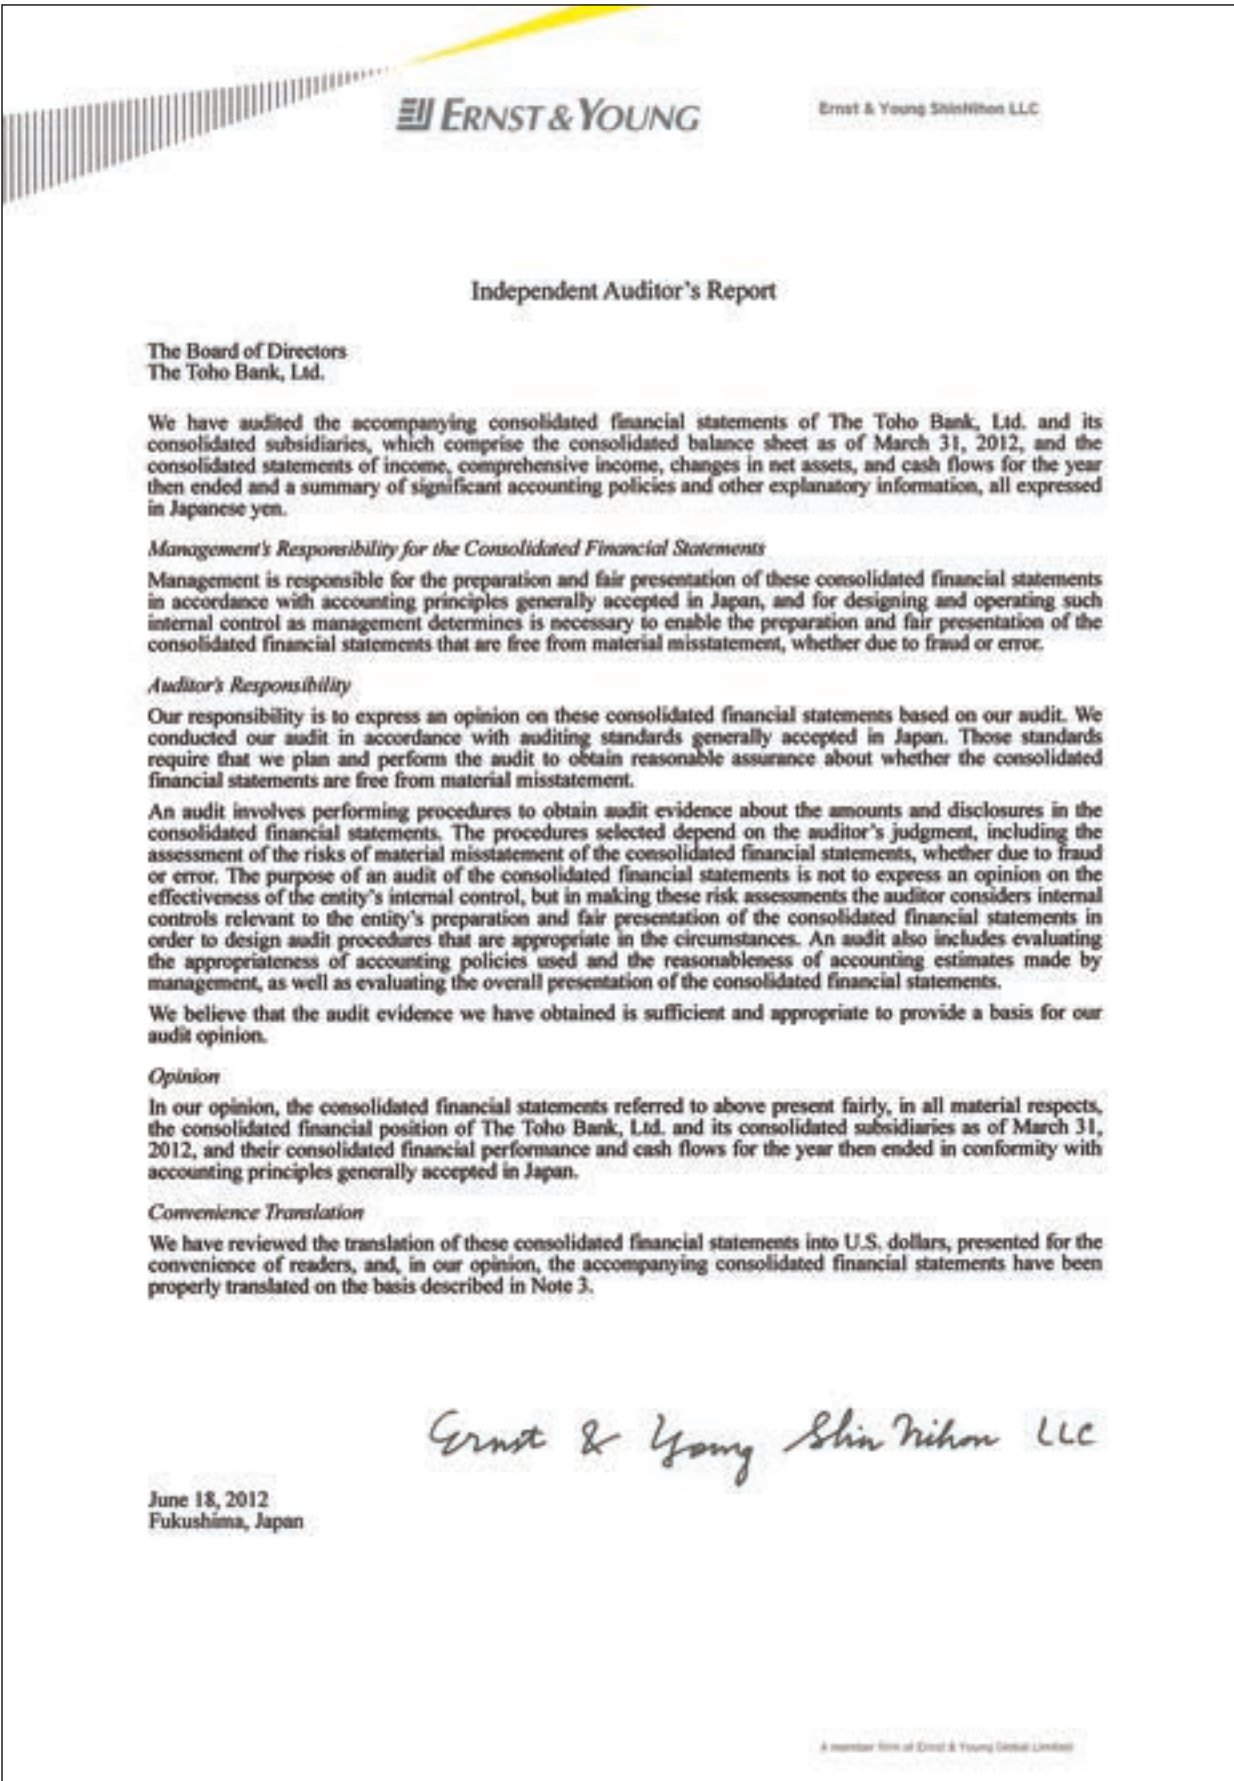 ERNST & YOUNG
Ernst & Young ShinNihon LLC
Independent Auditor's Report
The Board of Directors
The Toho Bank, Ltd.
We have audited the accompanying consolidated financial statements of The Toho Bank, Ltd. and its
consolidated subsidiaries, which comprise the consolidated balance sheet as of March 31, 2012, and the
consolidated statements of income, comprehensive income, changes in net assets, and cash flows for the year
then ended and a summary of significant accounting policies and other explanatory information, all expressed
in Japanese yen.
Management's Responsibility for the Consolidated Financial Statements
Management is responsible for the preparation and fair presentation of these consolidated financial statements
in accordance with accounting principles generally accepted in Japan, and for designing and operating such
internal control as management determines is necessary to enable the preparation and fair presentation of the
consolidated financial statements that are free from material misstatement, whether due to fraud or error.
Auditor's Responsibility
Our responsibility is to express an opinion on these consolidated financial statements based on our audit. We
conducted our audit in accordance with auditing standards generally accepted in Japan. Those standards
require that we plan and perform the audit to obtain reasonable assurance about whether the consolidated
financial statements are free from material misstatement.
An audit involves performing procedures to obtain audit evidence about the amounts and disclosures in the
consolidated financial statements. The procedures selected depend on the auditor's judgment, including the
assessment of the risks of material misstatement of the consolidated financial statements, whether due to fraud
or error. The purpose of an audit of the consolidated financial statements is not to express an opinion on the
effectiveness of the entity's internal control, but in making these risk assessments the auditor considers internal
controls relevant to the entity's preparation and fair presentation of the consolidated financial statements in
order to design audit procedures that are appropriate in the circumstances. An audit also includes evaluating
the appropriateness of accounting policies used and the reasonableness of accounting estimates made by
management, as well as evaluating the overall presentation of the consolidated financial statements.
We believe that the audit evidence we have obtained is sufficient and appropriate to provide a basis for our
audit opinion.
Opinion
In our opinion, the consolidated financial statements referred to above present fairly, in all material respects,
the consolidated financial position of The Toho Bank, Ltd. and its consolidated subsidiaries as of March 31,
2012, and their consolidated financial performance and cash flows for the year then ended in conformity with
accounting principles generally accepted in Japan.
Convenience Translation
We have reviewed the translation of these consolidated financial statements into U.S. dollars, presented for the
convenience of readers, and, in our opinion, the accompanying consolidated financial statements have been
properly translated on the basis described in Note 3.
Ernst & Young ShinNihon LLC
June 18, 2012
Fukushima, Japan
A member firm of Ernst & Young Global Limited